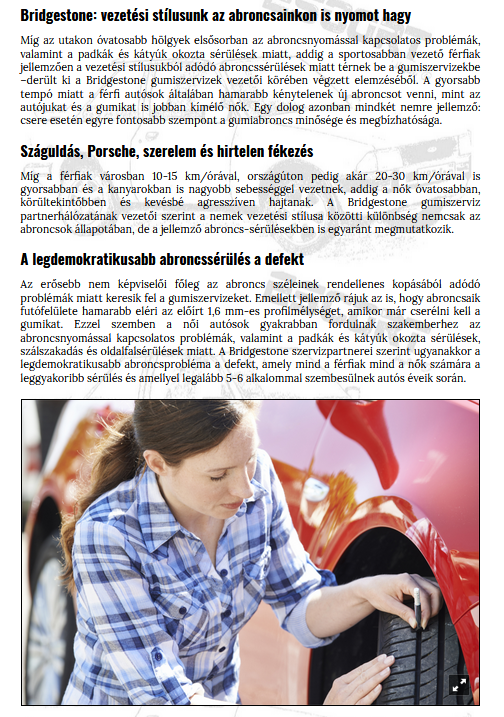 Bridgestone: vezetési stílusunk az abroncsainkon is nyomot hagy
Míg az utakon óvatosabb hölgyek elsősorban az abroncsnyomással kapcsolatos problémák,
valamint a padkák és kátyúk okozta sérülések miatt, addig a sportosabban vezető férfiak
jellemzően a vezetési stílusukból adódó abroncssérülések miatt térnek be a gumiszervizekbe
–derült ki a Bridgestone gumiszervizek vezetői körében végzett elemzéséből. A gyorsabb
tempó miatt a férfi autósok általában hamarabb kénytelenek új abroncsot venni, mint az
autójukat és a gumikat is jobban kímélő nők. Egy dolog azonban mindkét nemre jellemző:
csere esetén egyre fontosabb szempont a gumiabroncs minősége és megbízhatósága.
Száguldás, Porsche, szerelem és hirtelen fékezés
Míg a férfiak városban 10-15 km/órával, országúton pedig akár 20-30 km/órával is
gyorsabban és a kanyarokban is nagyobb sebességgel vezetnek, addig a nők óvatosabban,
körültekintőbben és kevésbé agresszíven hajtanak. A Bridgestone gumiszerviz
partnerhálózatának vezetői szerint a nemek vezetési stílusa közötti különbség nemcsak az
abroncsok állapotában, de a jellemző abroncs-sérülésekben is egyaránt megmutatkozik.
A legdemokratikusabb abroncssérülés a defekt
Az erősebb nem képviselői főleg az abroncs széleinek rendellenes kopásából adódó
problémák miatt keresik fel a gumiszervizeket. Emellett jellemző rájuk az is, hogy abroncsaik
futófelülete hamarabb eléri az előírt 1,6 mm-es profilmélységet, amikor már cserélni kell a
gumikat. Ezzel szemben a női autósok gyakrabban fordulnak szakemberhez az
abroncsnyomással kapcsolatos problémák, valamint a padkák és kátyúk okozta sérülések,
szálszakadás és oldalfalsérülések miatt. A Bridgestone szervizpartnerei szerint ugyanakkor a
legdemokratikusabb abroncsprobléma a defekt, amely mind a férfiak mind a nők számára a
leggyakoribb sérülés és amellyel legalább 5-6 alkalommal szembesülnek autós éveik során.